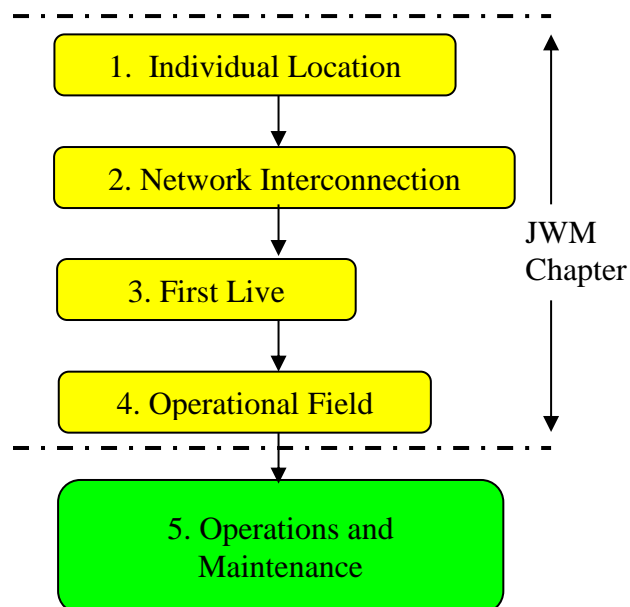 1. Individual Location
2. Network Interconnection
3. First Live
4. Operational Field
JWM
Chapter
5. Operations and
Maintenance